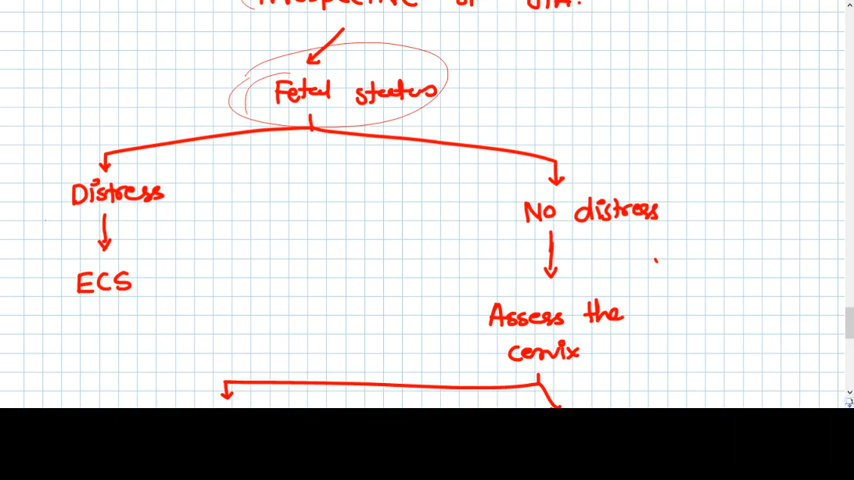 Fetal status
Distress
No distress
ECS
Assess the
cervix